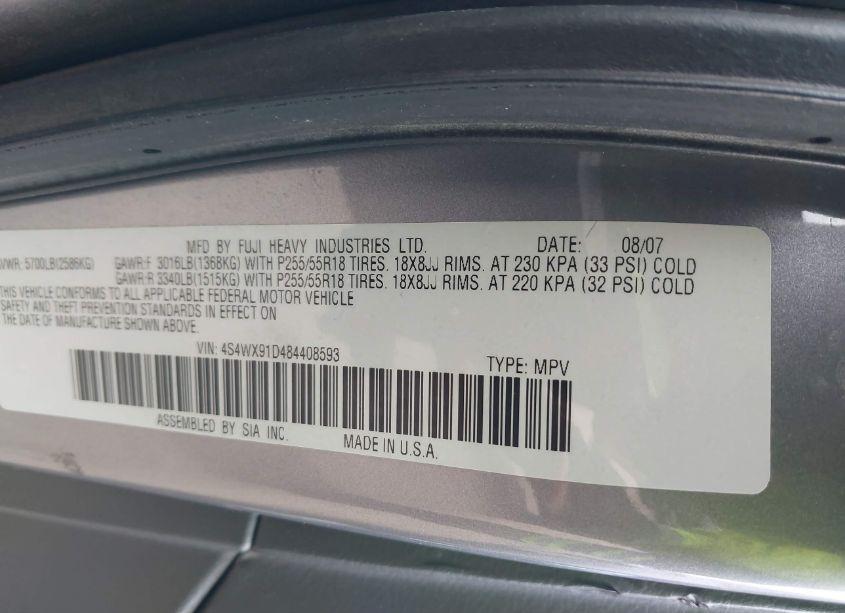 MFD BY FUJI HEAVY INDUSTRIES LTD. DATE: 08/07
VWR: 5700LB(2586KG) GAWR:F 3016LB(1368KG) WITH P255/55R18 TIRES. 18X8JJ RIMS. AT 230 KPA (33 PSI) COLD
GAWR:R 3340LB(1515KG) WITH P255/55R18 TIRES. 18X8JJ RIMS. AT 220 KPA (32 PSI) COLD
THIS VEHICLE CONFORMS TO ALL APPLICABLE FEDERAL MOTOR VEHICLE
SAFETY AND THEFT PREVENTION STANDARDS IN EFFECT ON
THE DATE OF MANUFACTURE SHOWN ABOVE.
VIN: 4S4WX91D484408593 TYPE: MPV
ASSEMBLED BY SIA INC. MADE IN U.S.A.